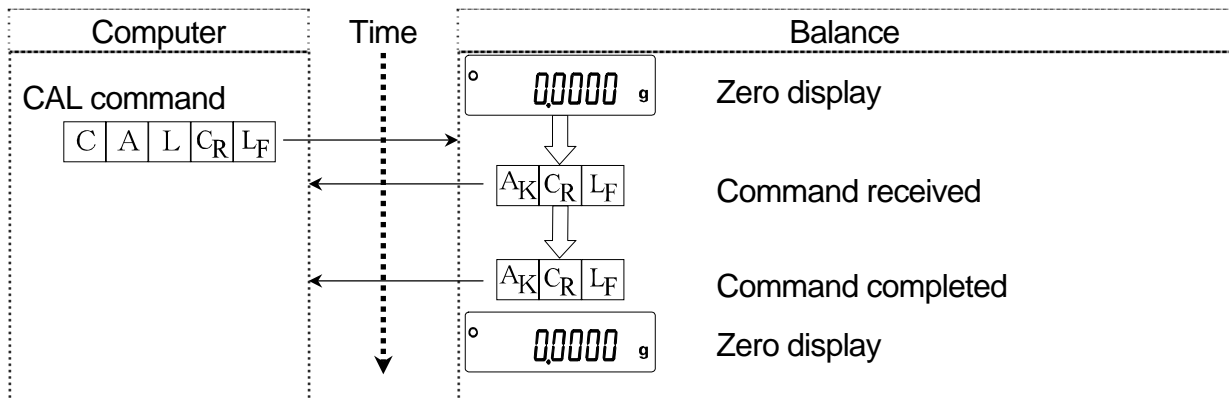 Computer Time Balance
0.0000 g Zero display
CAL command
C A L CR LF
AK CR LF Command received
AK CR LF Command completed
0.0000 g Zero display